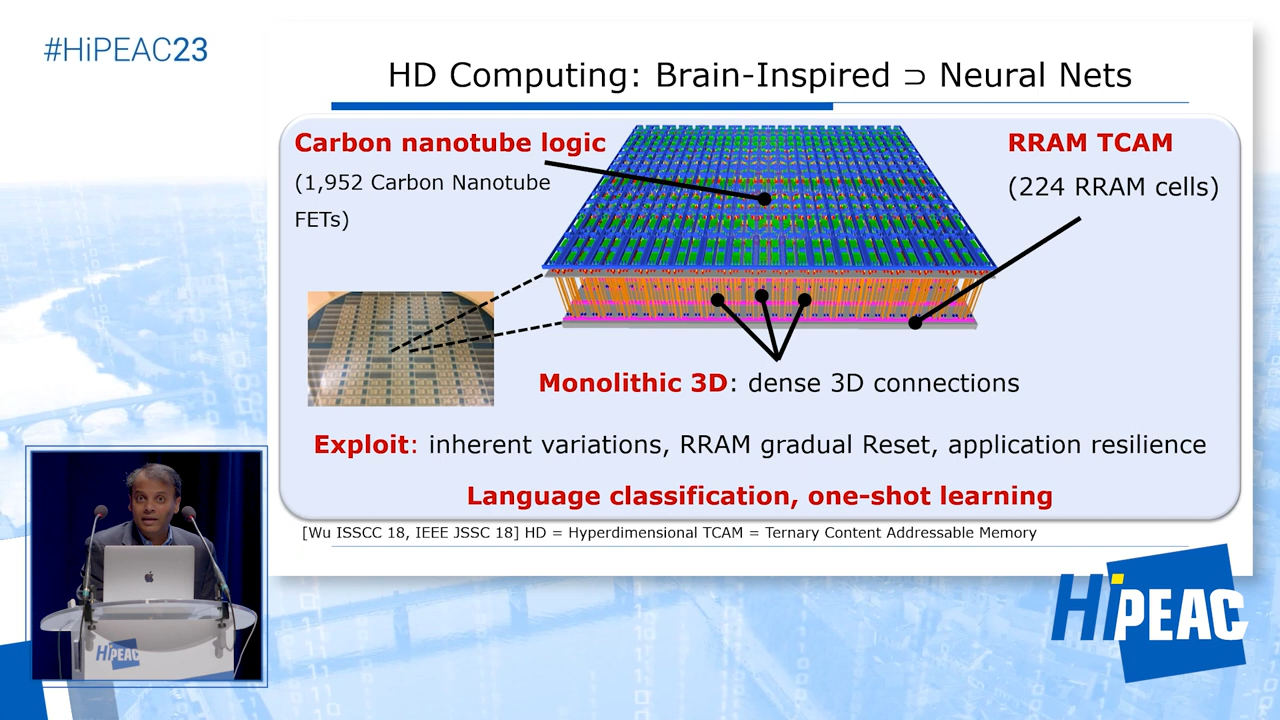 #HiPEAC23
HD Computing: Brain-Inspired ⊃ Neural Nets
Carbon nanotube logic
(1,952 Carbon Nanotube
FETs)
RRAM TCAM
(224 RRAM cells)
Monolithic 3D: dense 3D connections
Exploit: inherent variations, RRAM gradual Reset, application resilience
Language classification, one-shot learning
[Wu ISSCC 18, IEEE JSSC 18] HD = Hyperdimensional TCAM = Ternary Content Addressable Memory
HiPEAC
HiPEAC